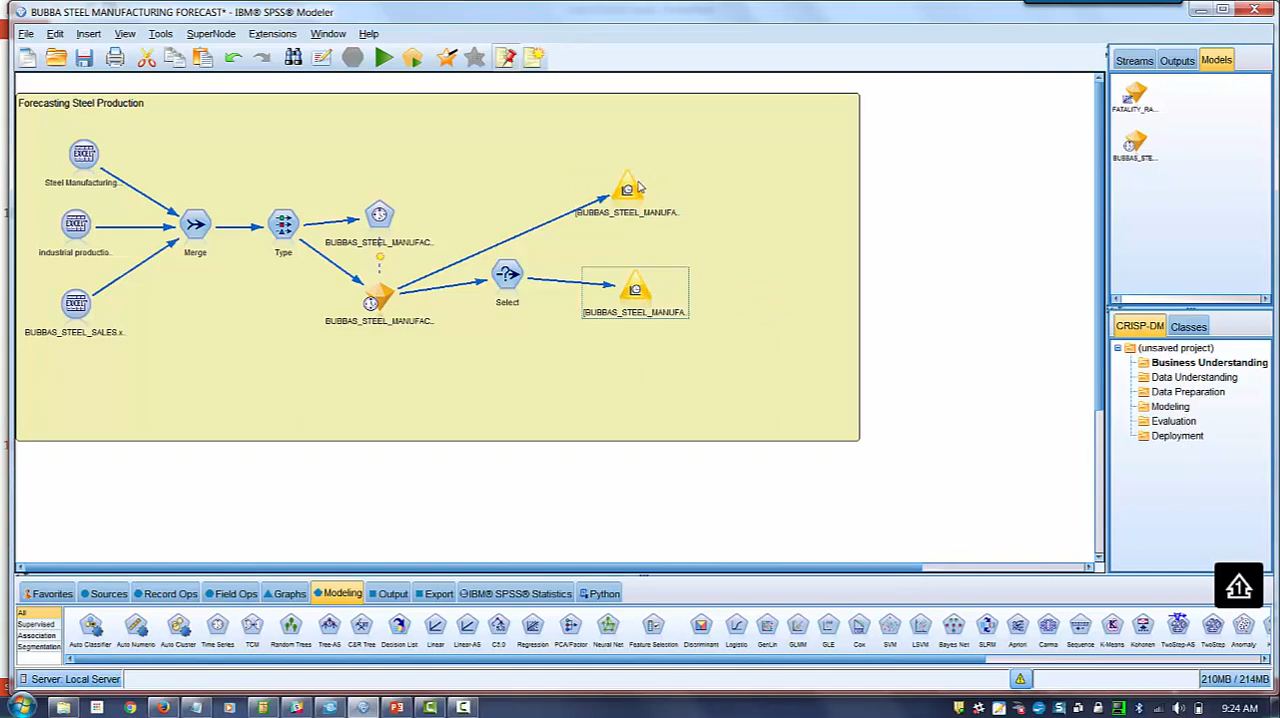 BUBBA STEEL MANUFACTURING FORECAST* - IBM® SPSS® Modeler
File Edit Insert View Tools SuperNode Extensions Window Help
Streams Outputs Models
FATALITY_RA...
BUBBAS_STE...
Forecasting Steel Production
Steel Manufacturing...
industrial productio...
BUBBAS_STEEL_SALES.x...
Merge
Type
BUBBAS_STEEL_MANUFAC...
BUBBAS_STEEL_MANUFAC...
Select
[BUBBAS_STEEL_MANUFA...
[BUBBAS_STEEL_MANUFA...
CRISP-DM Classes
(unsaved project)
Business Understanding
Data Understanding
Data Preparation
Modeling
Evaluation
Deployment
Favorites Sources Record Ops Field Ops Graphs Modeling Output Export IBM® SPSS® Statistics Python
All
Supervised
Association
Segmentation
Auto Classifier Auto Numeric Auto Cluster Time Series TCM Random Trees Tree-AS C&R Tree Decision List Linear Linear-AS C5.0 Regression PCA/Factor Neural Net Feature Selection Discriminant Logistic GenLin GLMM GLE Cox SVM LSVM Bayes Net SLRM Apriori Carma Sequence K-Means Kohonen TwoStep-AS TwoStep Anomaly
Server: Local Server
210MB / 214MB
9:24 AM